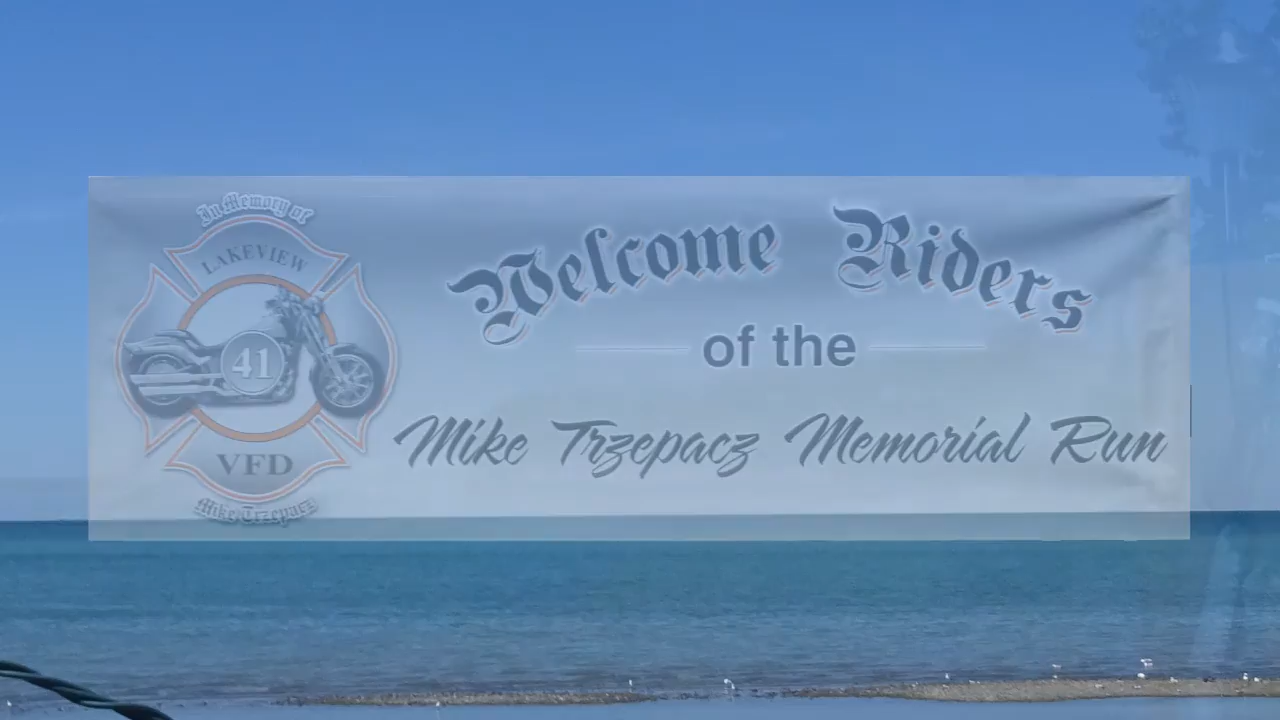 In Memory of
LAKEVIEW
41
VFD
Mike Trzepacz
Welcome Riders
of the
Mike Trzepacz Memorial Run